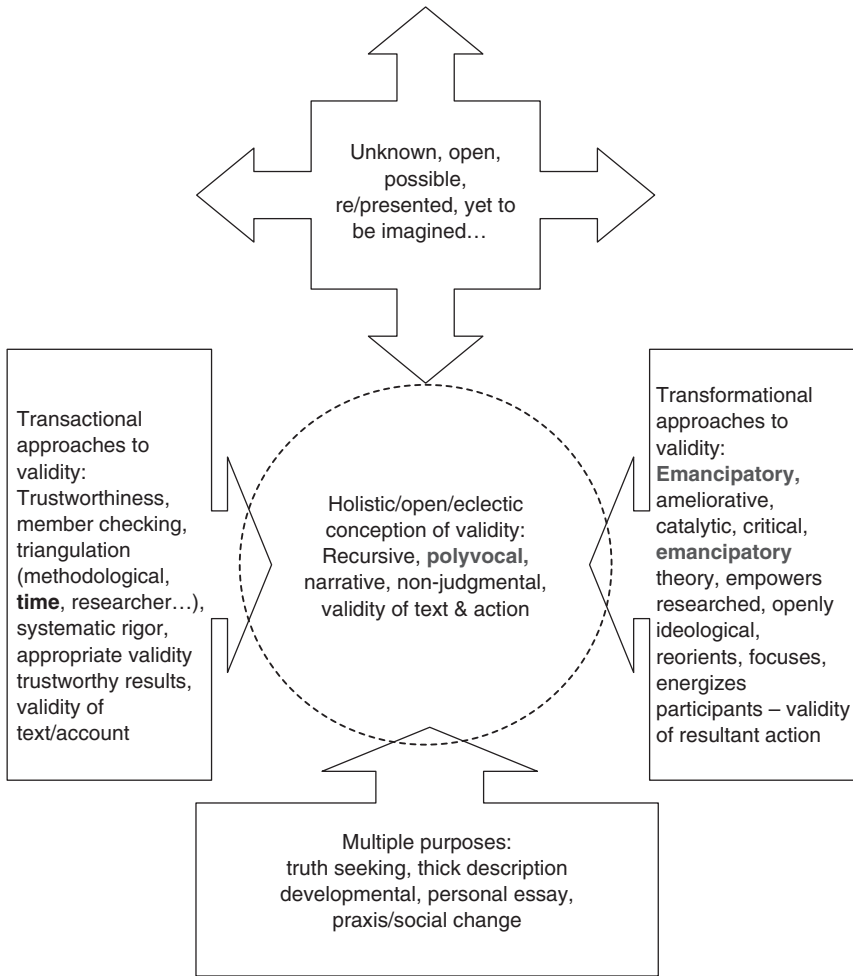 Unknown, open,
possible,
re/presented, yet to
be imagined…
Transactional
approaches to
validity:
Trustworthiness,
member checking,
triangulation
(methodological,
time, researcher…),
systematic rigor,
appropriate validity
trustworthy results,
validity of
text/account
Holistic/open/eclectic
conception of validity:
Recursive, polyvocal,
narrative, non-judgmental,
validity of text & action
Transformational
approaches to
validity:
Emancipatory,
ameliorative,
catalytic, critical,
emancipatory
theory, empowers
researched, openly
ideological,
reorients, focuses,
energizes
participants – validity
of resultant action
Multiple purposes:
truth seeking, thick description
developmental, personal essay,
praxis/social change